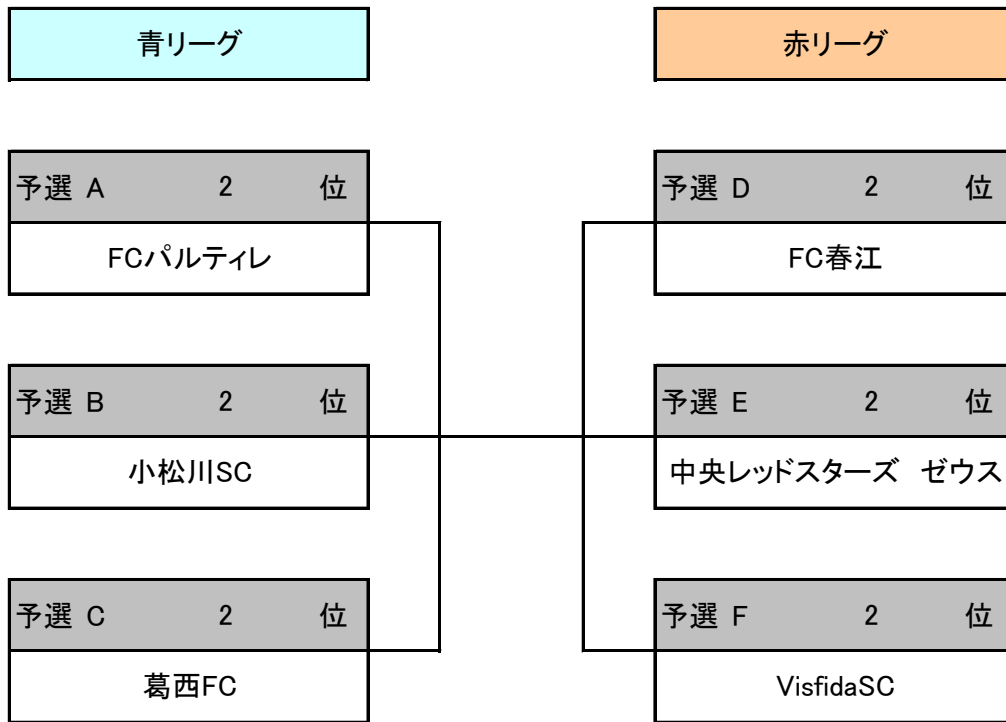 青リーグ
赤リーグ
予選 A 2 位
予選 D 2 位
FCパルティレ
FC春江
予選 B 2 位
予選 E 2 位
小松川SC
中央レッドスターズ　ゼウス
予選 C 2 位
予選 F 2 位
葛西FC
VisfidaSC